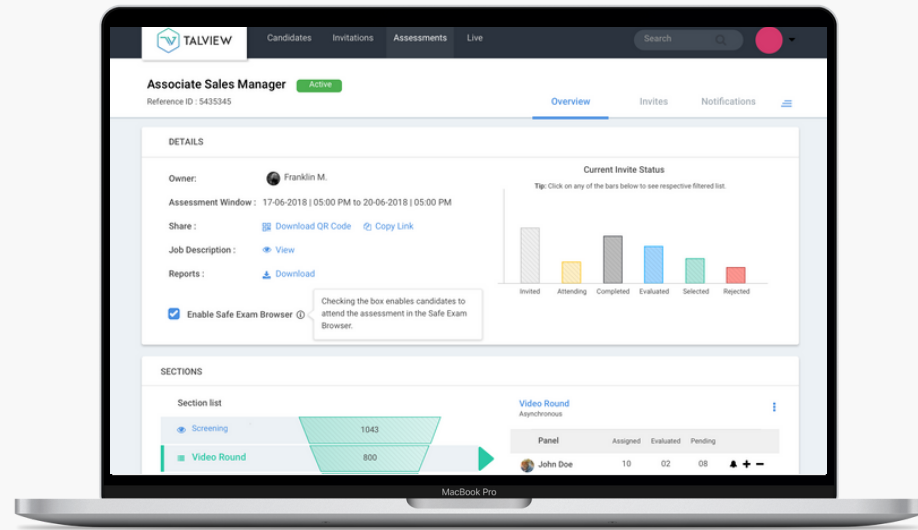 TALVIEW
Candidates Invitations Assessments Live
Search
Associate Sales Manager Active
Reference ID : 5435345
Overview Invites Notifications
DETAILS
Owner: Franklin M.
Assessment Window : 17-06-2018 | 05:00 PM to 20-06-2018 | 05:00 PM
Share : Download QR Code Copy Link
Job Description : View
Reports : Download
Enable Safe Exam Browser
Checking the box enables candidates to
attend the assessment in the Safe Exam
Browser.
Current Invite Status
Tip: Click on any of the bars below to see respective filtered list.
Invited Attending Completed Evaluated Selected Rejected
SECTIONS
Section list
Screening 1043
Video Round 800
Video Round
Asynchronous
Panel Assigned Evaluated Pending
John Doe 10 02 08
MacBook Pro